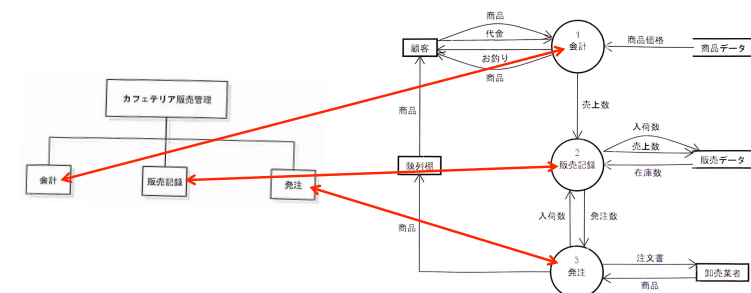 カフェテリア販売管理
会計
販売記録
発注
商品
代金
顧客
お釣り
商品
1
会計
商品価格
商品データ
売上数
商品
陳列棚
2
販売記録
入荷数
売上数
販売データ
在庫数
入荷数
発注数
商品
3
発注
注文書
商品
卸売業者